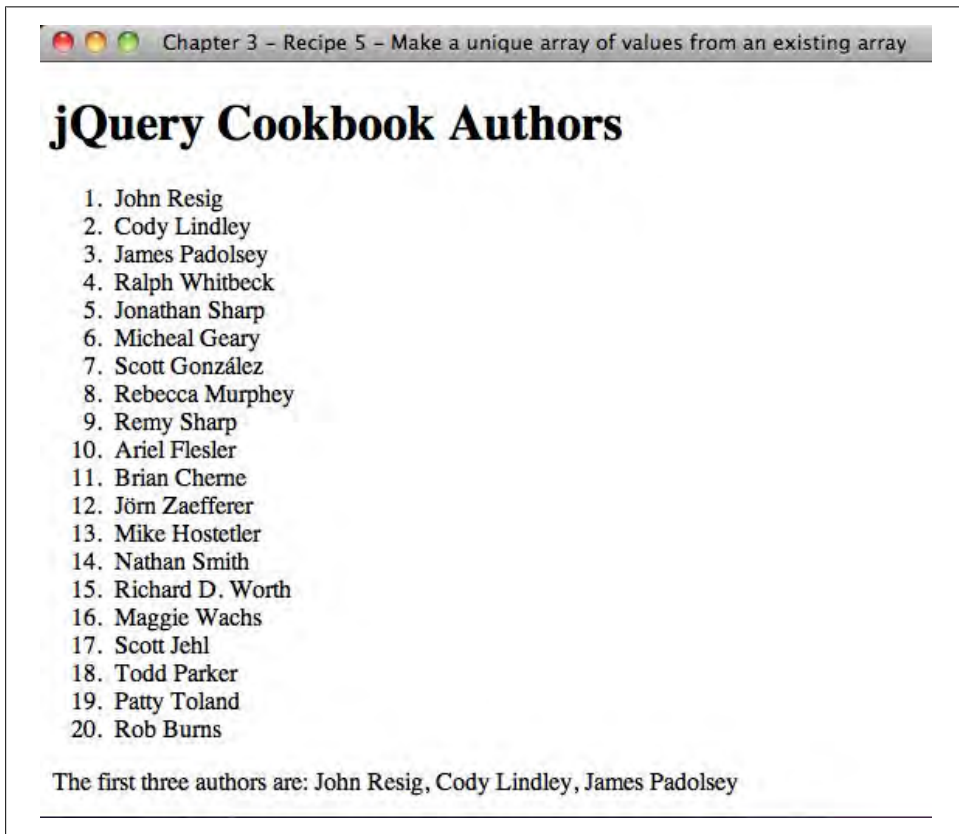 Chapter 3 – Recipe 5 – Make a unique array of values from an existing array
jQuery Cookbook Authors
1. John Resig
2. Cody Lindley
3. James Padolsey
4. Ralph Whitbeck
5. Jonathan Sharp
6. Micheal Geary
7. Scott González
8. Rebecca Murphey
9. Remy Sharp
10. Ariel Flesler
11. Brian Cherne
12. Jörn Zaefferer
13. Mike Hostetler
14. Nathan Smith
15. Richard D. Worth
16. Maggie Wachs
17. Scott Jehl
18. Todd Parker
19. Patty Toland
20. Rob Burns
The first three authors are: John Resig, Cody Lindley, James Padolsey